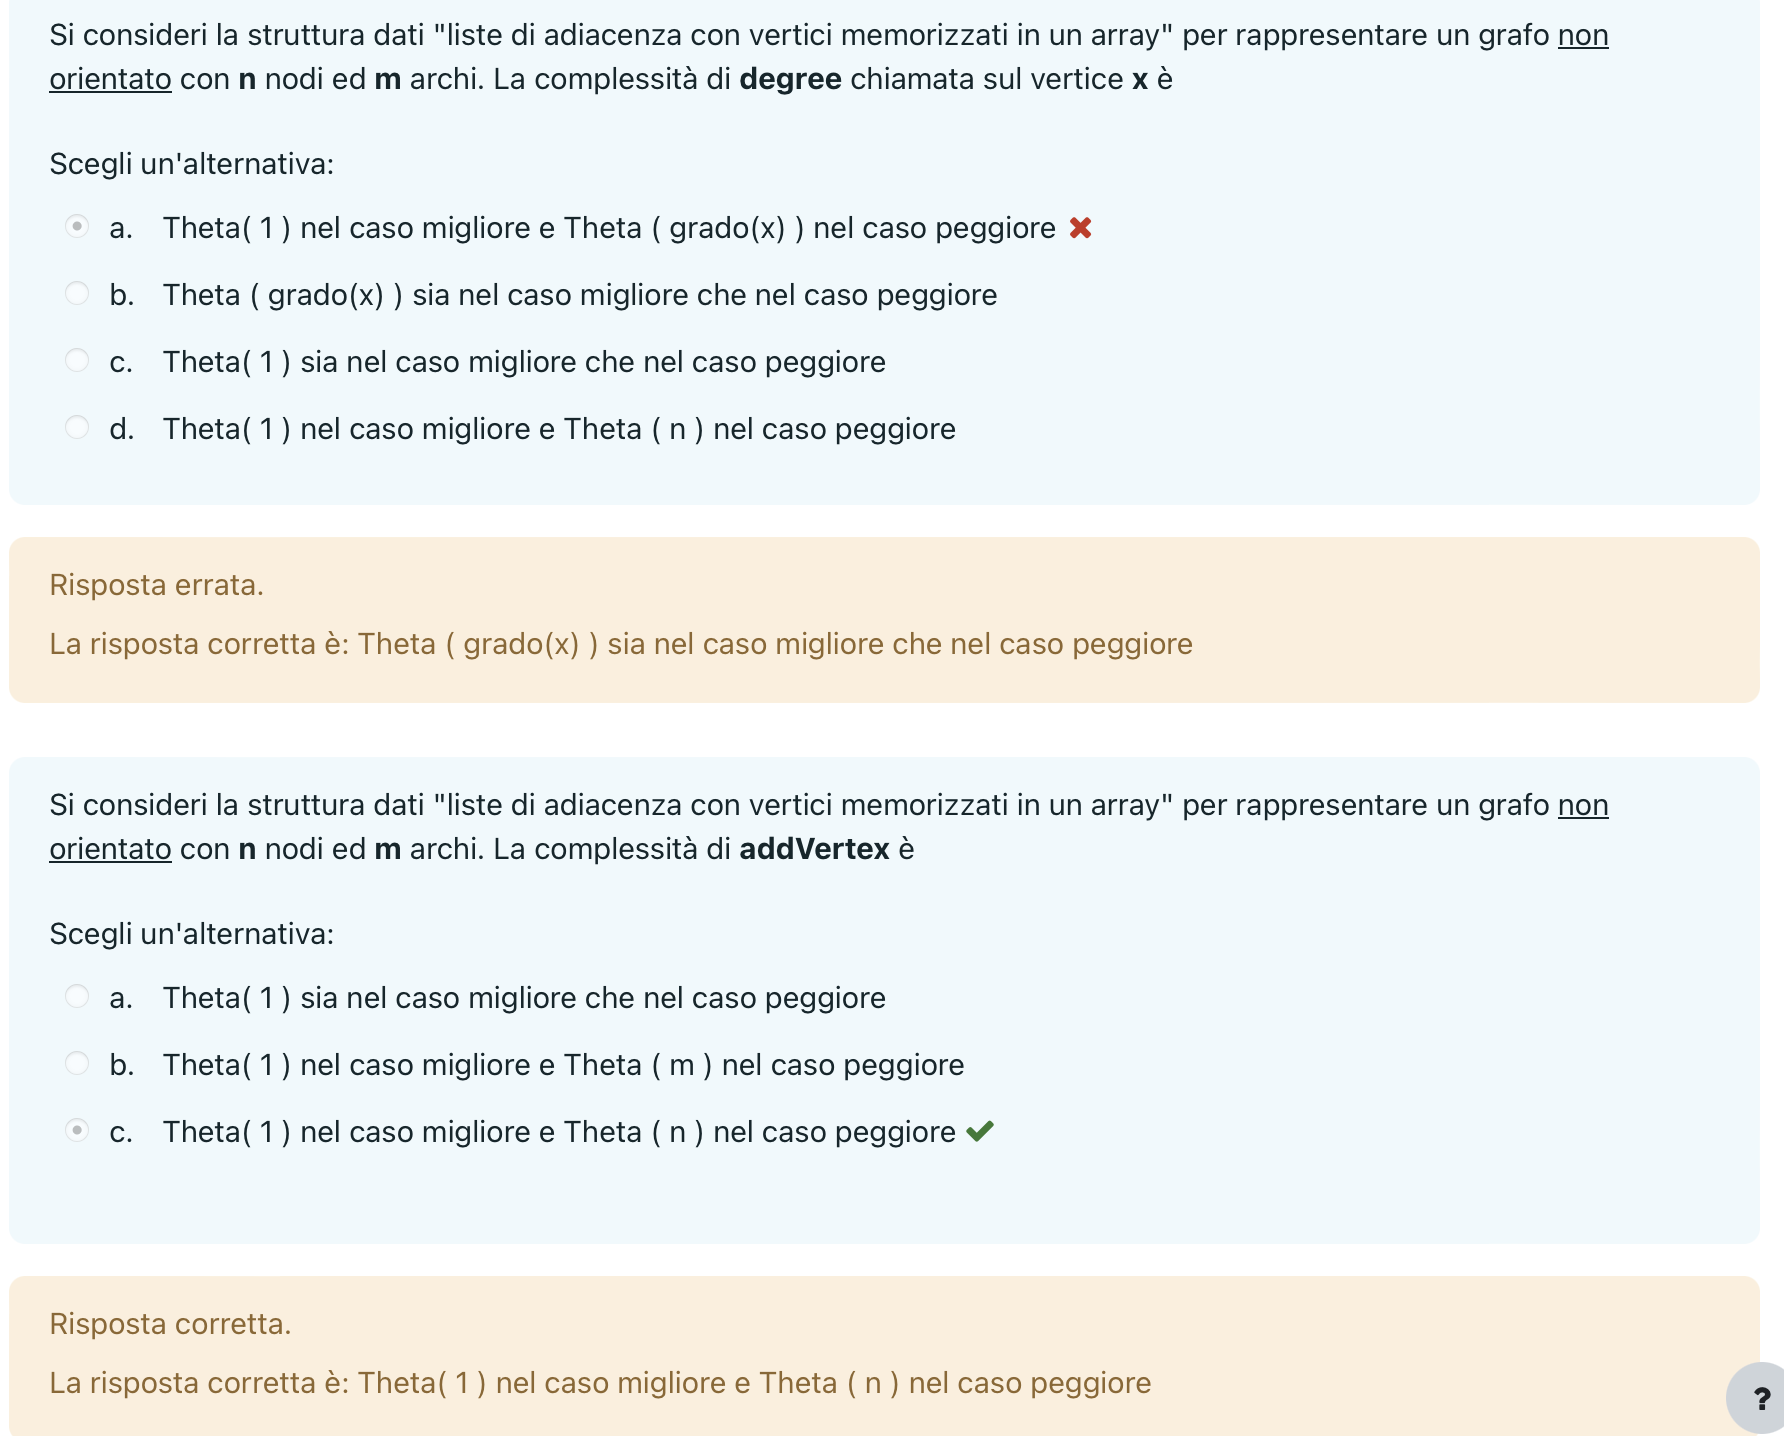 Si consideri la struttura dati "liste di adiacenza con vertici memorizzati in un array" per rappresentare un grafo non
orientato con n nodi ed m archi. La complessità di degree chiamata sul vertice x è
Scegli un'alternativa:
a. Theta( 1 ) nel caso migliore e Theta ( grado(x) ) nel caso peggiore
b. Theta ( grado(x) ) sia nel caso migliore che nel caso peggiore
c. Theta( 1 ) sia nel caso migliore che nel caso peggiore
d. Theta( 1 ) nel caso migliore e Theta ( n ) nel caso peggiore
Risposta errata.
La risposta corretta è: Theta ( grado(x) ) sia nel caso migliore che nel caso peggiore
Si consideri la struttura dati "liste di adiacenza con vertici memorizzati in un array" per rappresentare un grafo non
orientato con n nodi ed m archi. La complessità di addVertex è
Scegli un'alternativa:
a. Theta( 1 ) sia nel caso migliore che nel caso peggiore
b. Theta( 1 ) nel caso migliore e Theta ( m ) nel caso peggiore
c. Theta( 1 ) nel caso migliore e Theta ( n ) nel caso peggiore
Risposta corretta.
La risposta corretta è: Theta( 1 ) nel caso migliore e Theta ( n ) nel caso peggiore
?